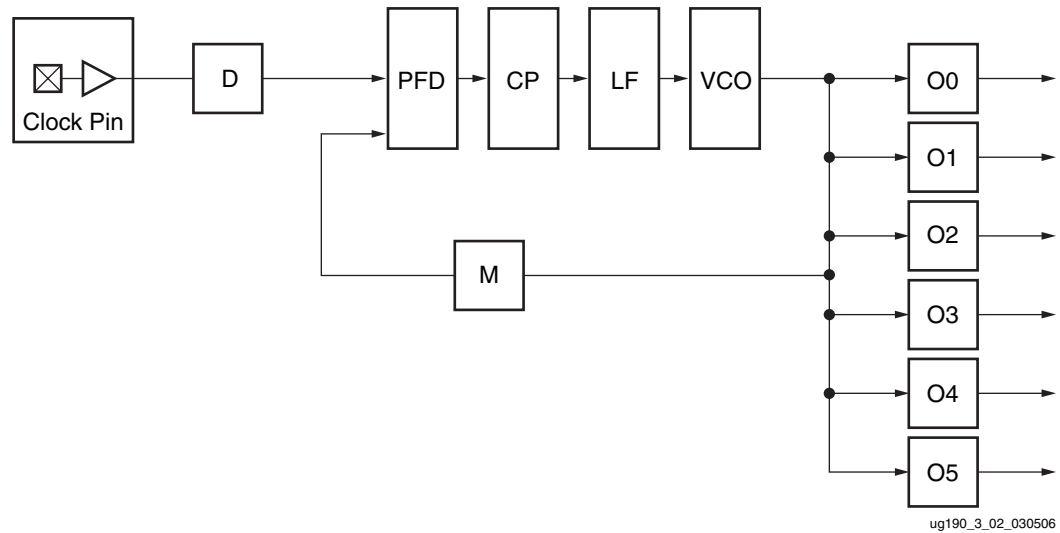 Clock Pin
D
PFD
CP
LF
VCO
O0
O1
O2
M
O3
O4
O5
ug190_3_02_030506